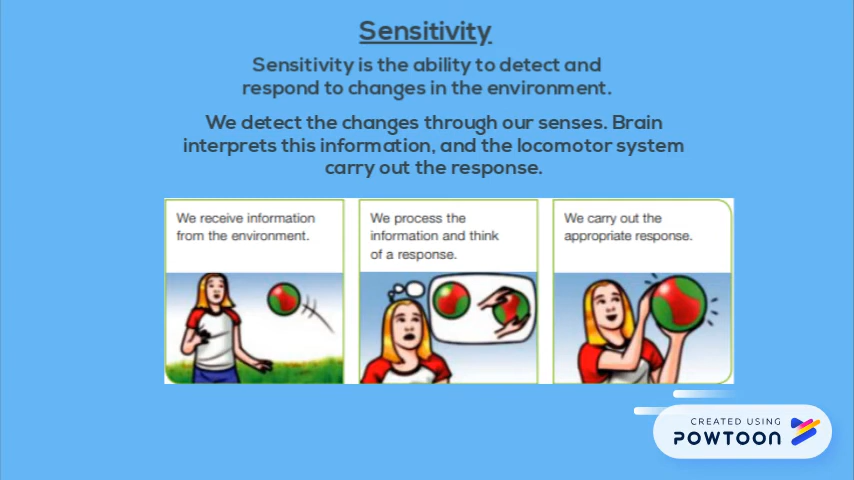 Sensitivity
Sensitivity is the ability to detect and
respond to changes in the environment.
We detect the changes through our senses. Brain
interprets this information, and the locomotor system
carry out the response.
We receive information
from the environment.
We process the
information and think
of a response.
We carry out the
appropriate response.
CREATED USING
POWTOON